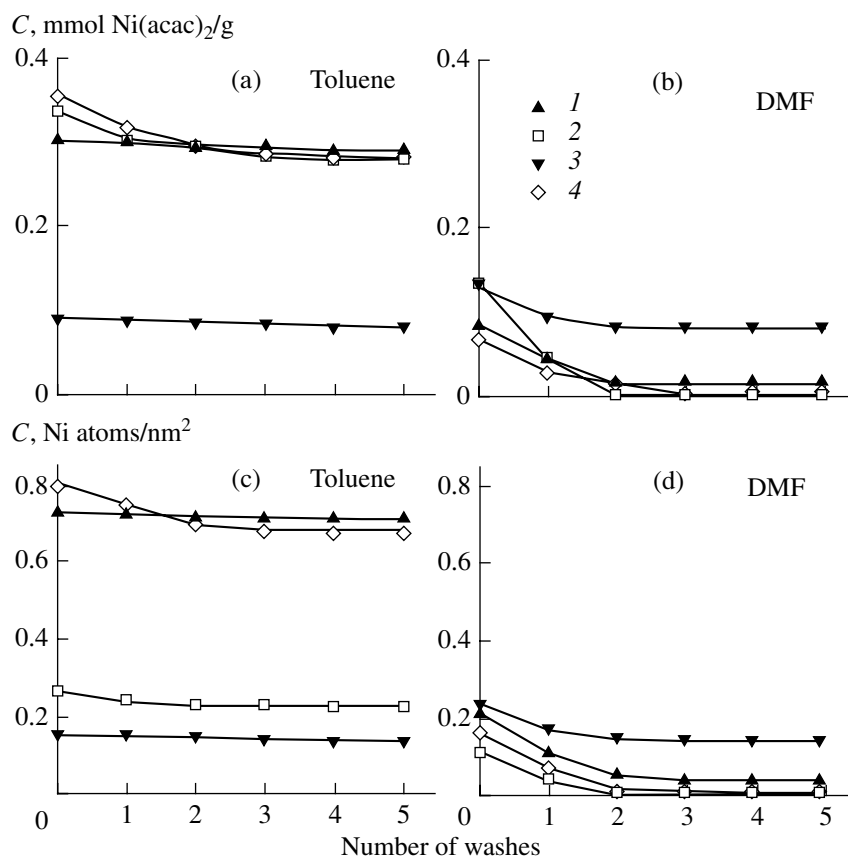 C, mmol Ni(acac)2/g
0.4
(a)
Toluene
0.2
0
0.4
(b)
DMF
1
2
3
4
0.2
0
C, Ni atoms/nm2
0.8
(c)
Toluene
0.6
0.4
0.2
0
1
2
3
4
5
0.8
(d)
DMF
0.6
0.4
0.2
0
0
1
2
3
4
5
Number of washes